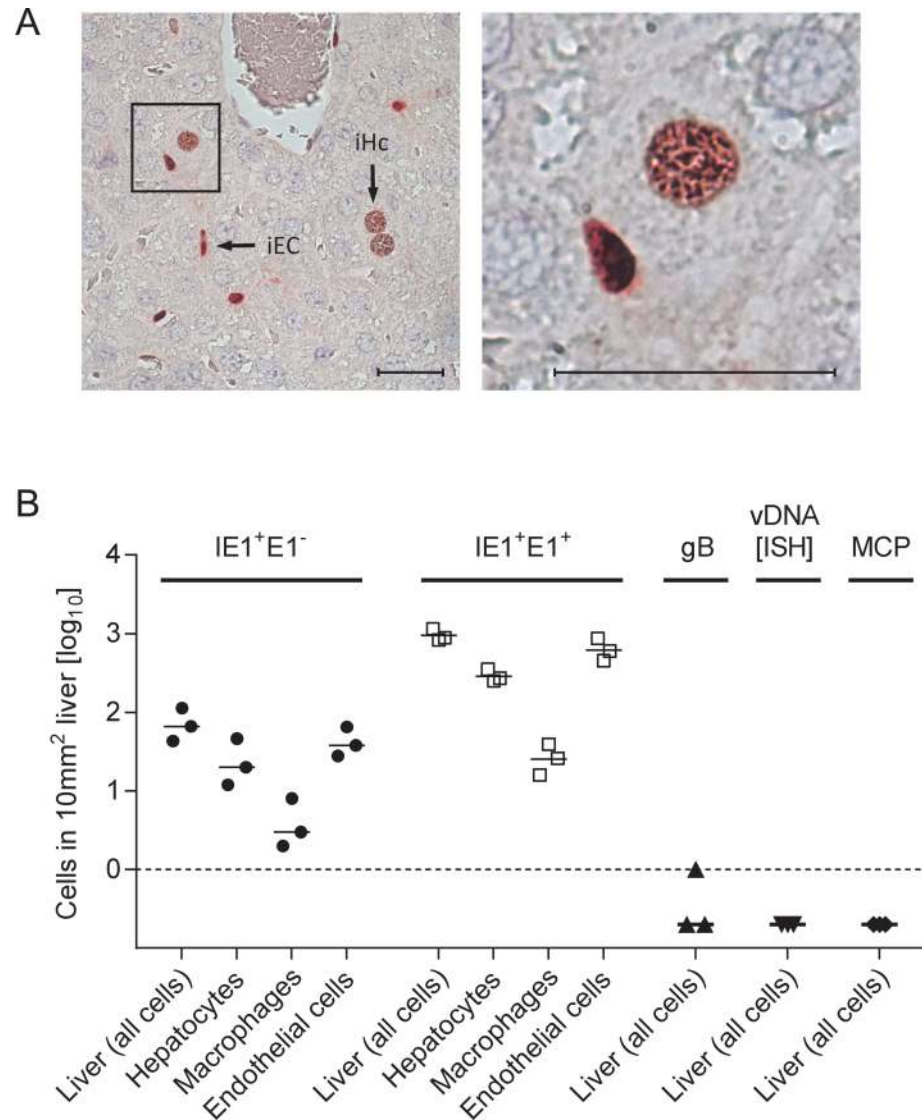 A
iHc
iEC
B
IE1⁺E1⁻
IE1⁺E1⁺
gB
vDNA
[ISH]
MCP
Cells in 10mm² liver [log₁₀]
4
3
2
1
0
Liver (all cells)
Hepatocytes
Macrophages
Endothelial cells
Liver (all cells)
Hepatocytes
Macrophages
Endothelial cells
Liver (all cells)
Liver (all cells)
Liver (all cells)